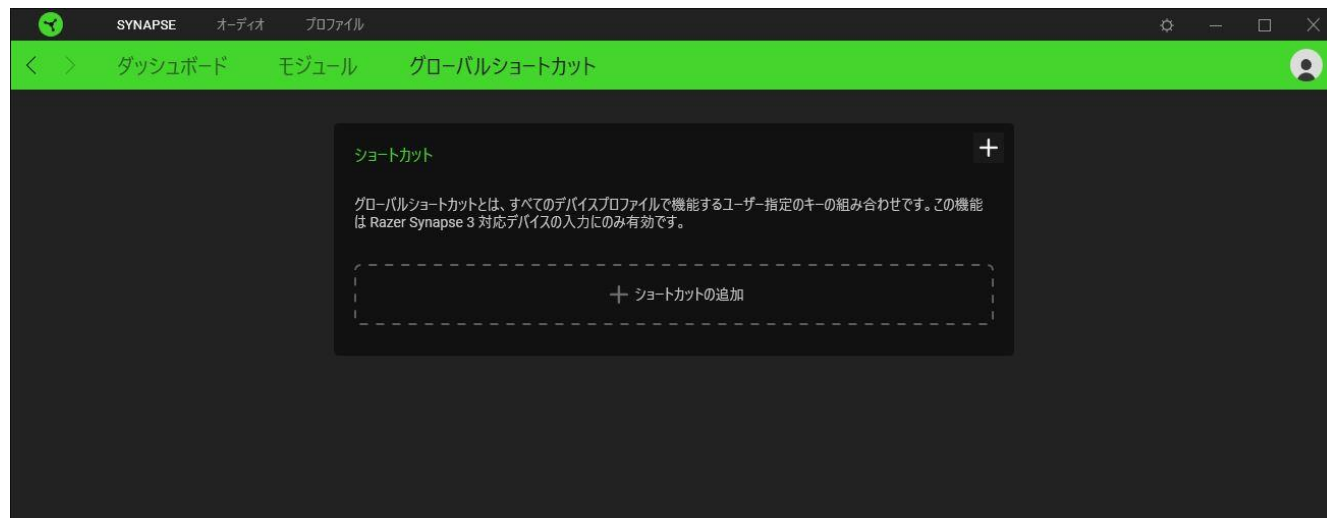 SYNAPSE オーディオ プロファイル
ダッシュボード モジュール グローバルショートカット
ショートカット
グローバルショートカットとは、すべてのデバイスプロファイルで機能するユーザー指定のキーの組み合わせです。この機能
は Razer Synapse 3 対応デバイスの入力にのみ有効です。
ショートカットの追加